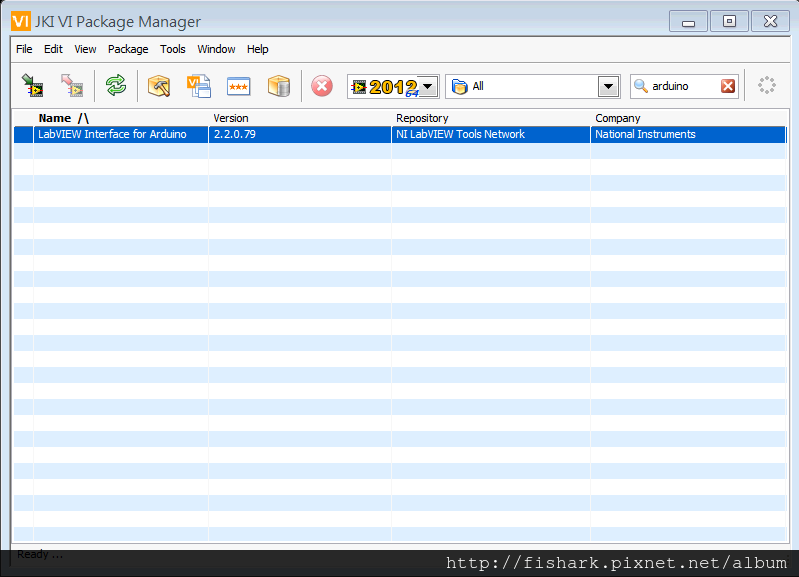 VI JKI VI Package Manager
File Edit View Package Tools Window Help
VI 2012 64 All arduino
Name /\ Version Repository Company
LabVIEW Interface for Arduino 2.2.0.79 NI LabVIEW Tools Network National Instruments
Ready ...
http://fishark.pixnet.net/album